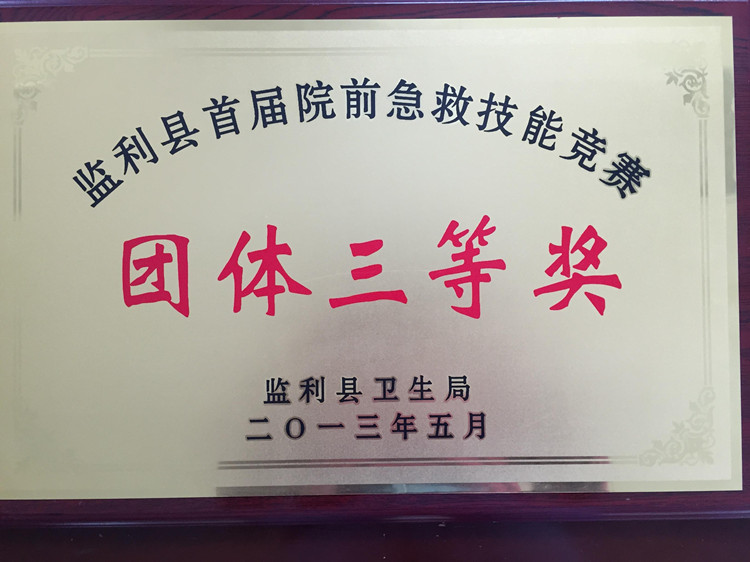 监利县首届院前急救技能竞赛
团体三等奖
监利县卫生局
二〇一三年五月